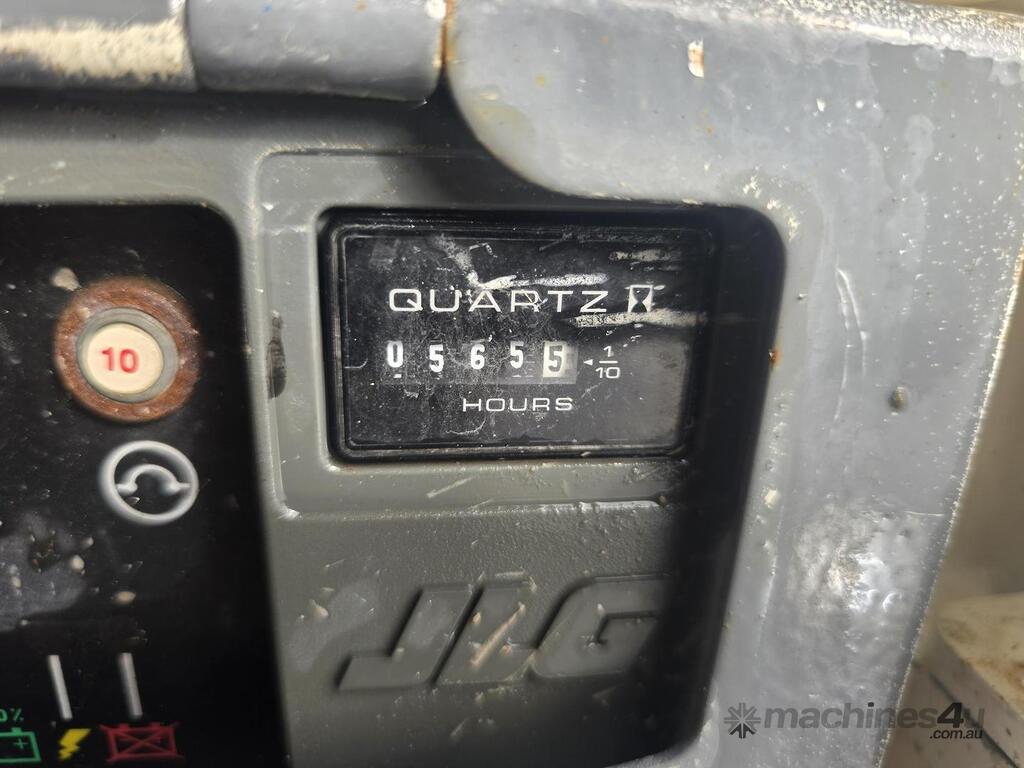 QUARTZ
05655 1/10
HOURS
10
JLG
%
machines4u
.com.au